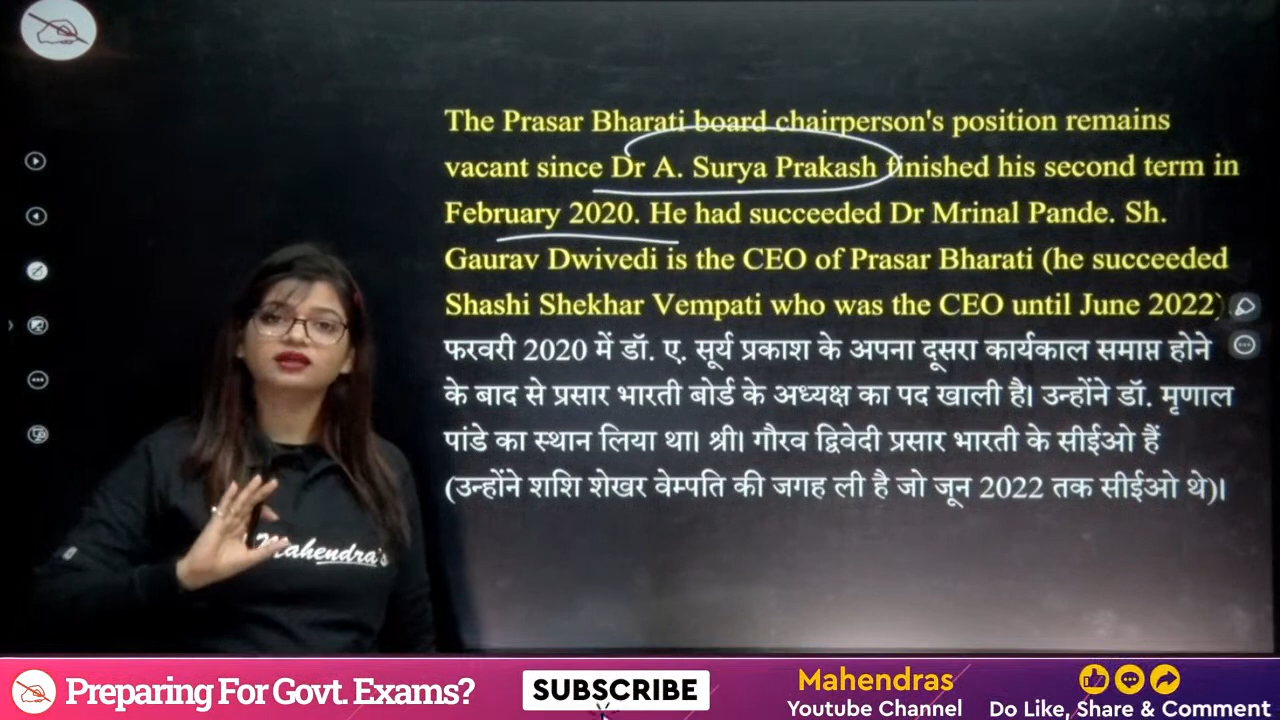 The Prasar Bharati board chairperson's position remains
vacant since Dr A. Surya Prakash finished his second term in
February 2020. He had succeeded Dr Mrinal Pande. Sh.
Gaurav Dwivedi is the CEO of Prasar Bharati (he succeeded
Shashi Shekhar Vempati who was the CEO until June 2022)
फरवरी 2020 में डॉ. ए. सूर्य प्रकाश के अपना दूसरा कार्यकाल समाप्त होने
के बाद से प्रसार भारती बोर्ड के अध्यक्ष का पद खाली है। उन्होंने डॉ. मृणाल
पांडे का स्थान लिया था। श्री। गौरव द्विवेदी प्रसार भारती के सीईओ हैं
(उन्होंने शशि शेखर वेम्पति की जगह ली है जो जून 2022 तक सीईओ थे)।
Mahendra's
Preparing For Govt. Exams?
SUBSCRIBE
Mahendras
Youtube Channel
Do Like, Share & Comment